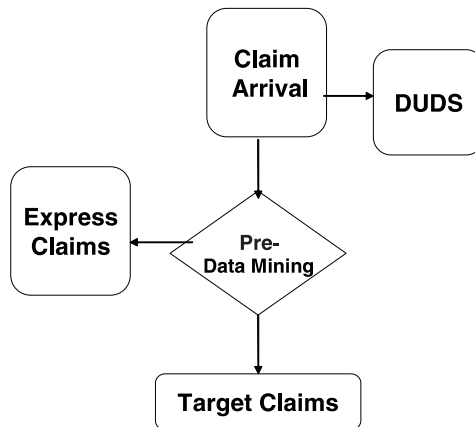 Claim
Arrival
DUDS
Express
Claims
Pre-
Data Mining
Target Claims